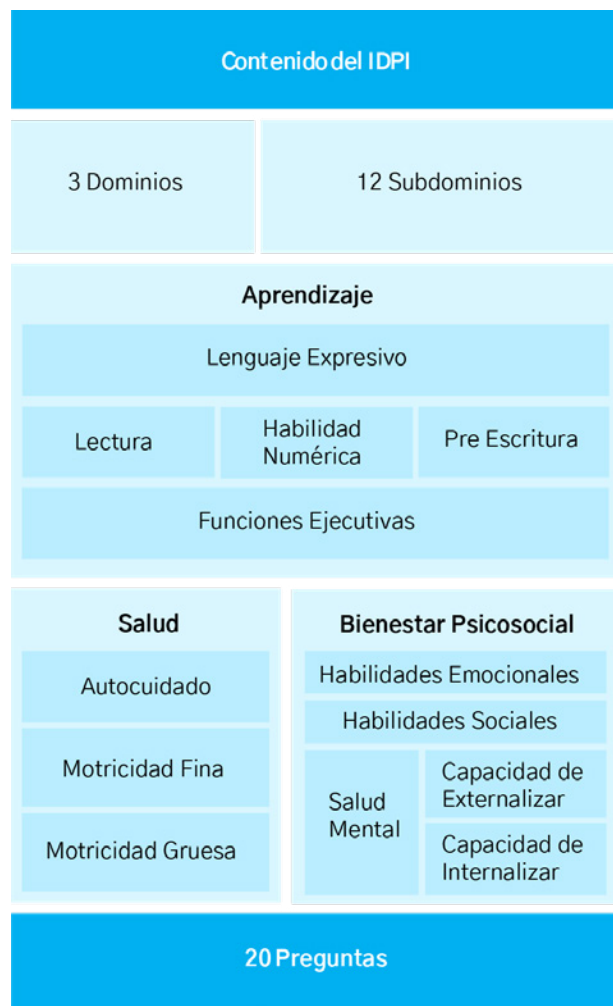 Contenido del IDPI
3 Dominios
12 Subdominios
Aprendizaje
Lenguaje Expresivo
Lectura
Habilidad
Numérica
Pre Escritura
Funciones Ejecutivas
Salud
Autocuidado
Motricidad Fina
Motricidad Gruesa
Bienestar Psicosocial
Habilidades Emocionales
Habilidades Sociales
Salud
Mental
Capacidad de
Externalizar
Capacidad de
Internalizar
20 Preguntas